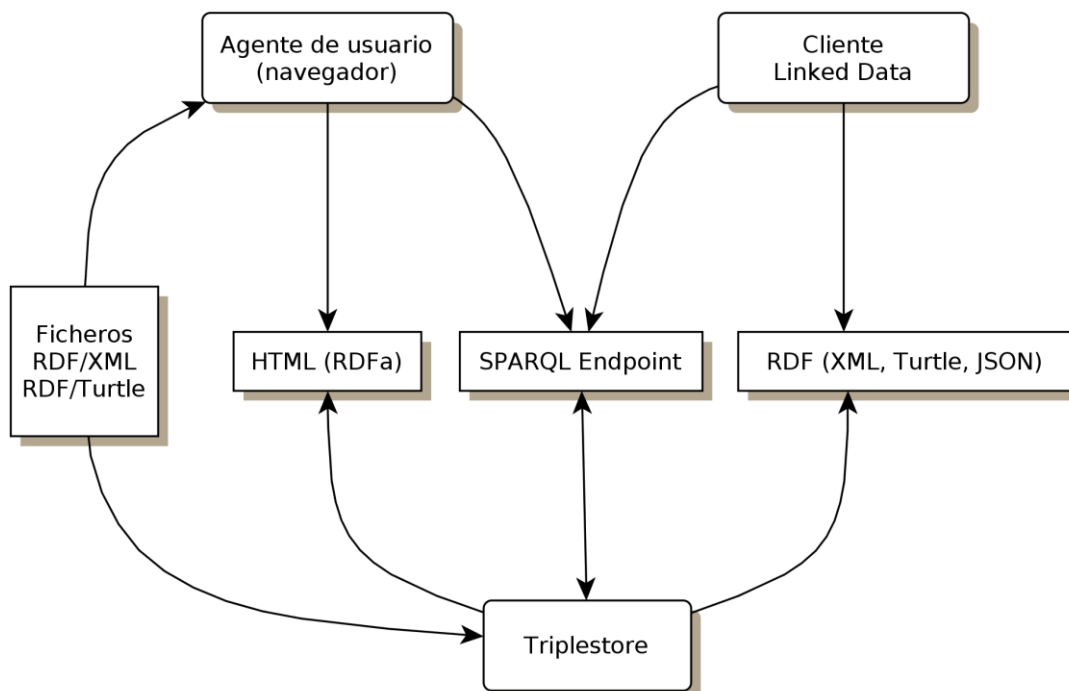 Agente de usuario
(navegador)
Cliente
Linked Data
Ficheros
RDF/XML
RDF/Turtle
HTML (RDFa)
SPARQL Endpoint
RDF (XML, Turtle, JSON)
Triplestore